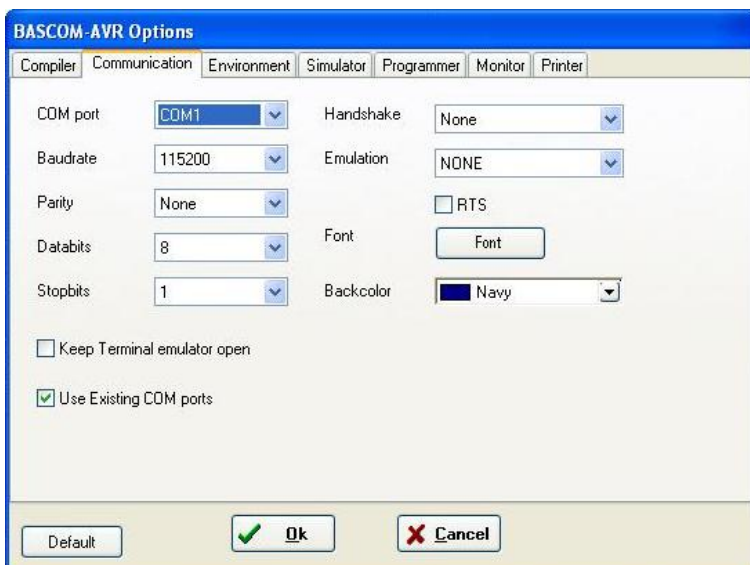 BASCOM-AVR Options
Compiler Communication Environment Simulator Programmer Monitor Printer
COM port COM1 Handshake None
Baudrate 115200 Emulation NONE
Parity None RTS
Databits 8 Font Font
Stopbits 1 Backcolor Navy
Keep Terminal emulator open
Use Existing COM ports
Default Ok Cancel